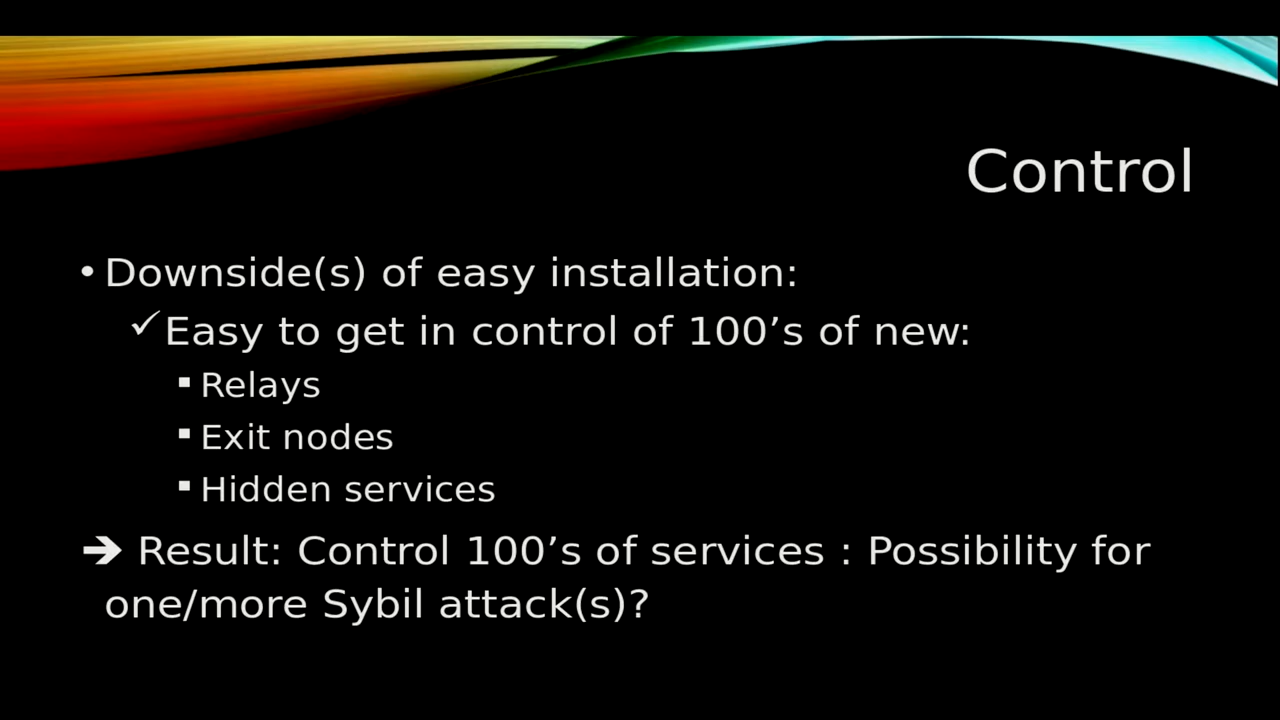 Control
• Downside(s) of easy installation:
✓Easy to get in control of 100’s of new:
▪ Relays
▪ Exit nodes
▪ Hidden services
➔ Result: Control 100’s of services : Possibility for
one/more Sybil attack(s)?